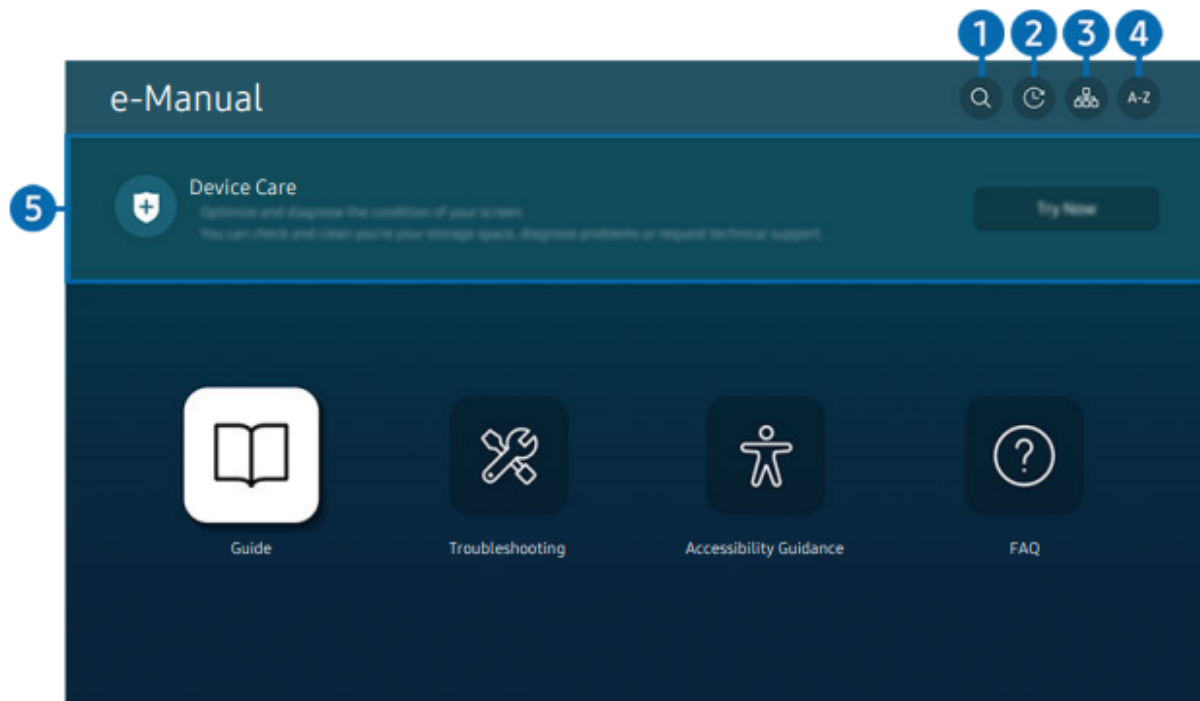 1 2 3 4
e-Manual
A-Z
5
Device Care
Optimize and diagnose the condition of your screen.
You can check and clean you're your storage space, diagnose problems or request technical support.
Try Now
Guide
Troubleshooting
Accessibility Guidance
FAQ